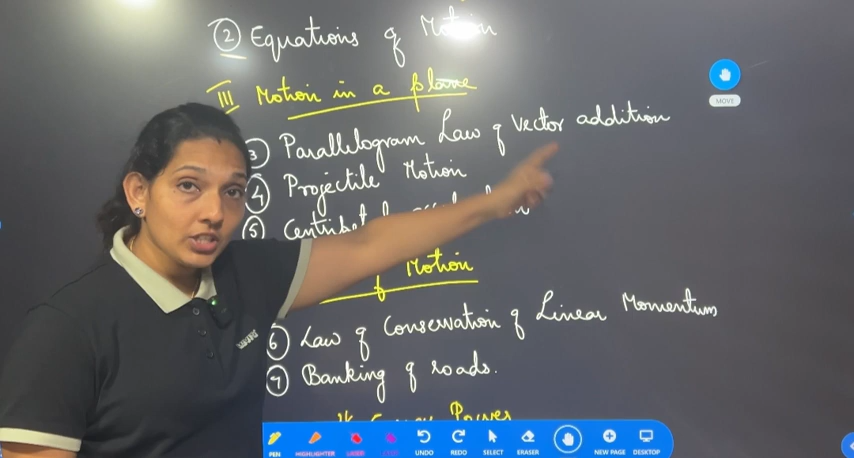 ② Equations of Motion
III Motion in a plane
③ Parallelogram Law of Vector addition
MOVE
④ Projectile Motion
⑤
Motion
⑥ Law of Conservation of Linear Momentum
⑦ Banking of roads.
Power
PEN HIGHLIGHTER LASER UNDO REDO SELECT ERASER NEW PAGE DESKTOP